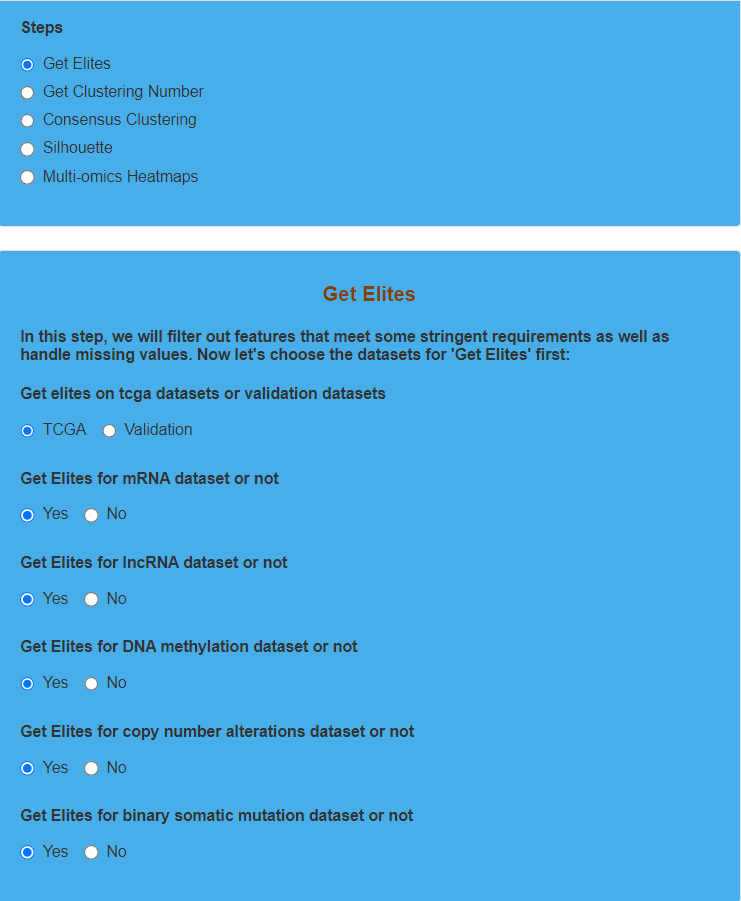 Steps
Get Elites
Get Clustering Number
Consensus Clustering
Silhouette
Multi-omics Heatmaps
Get Elites
In this step, we will filter out features that meet some stringent requirements as well as
handle missing values. Now let's choose the datasets for 'Get Elites' first:
Get elites on tcga datasets or validation datasets
TCGA Validation
Get Elites for mRNA dataset or not
Yes No
Get Elites for lncRNA dataset or not
Yes No
Get Elites for DNA methylation dataset or not
Yes No
Get Elites for copy number alterations dataset or not
Yes No
Get Elites for binary somatic mutation dataset or not
Yes No